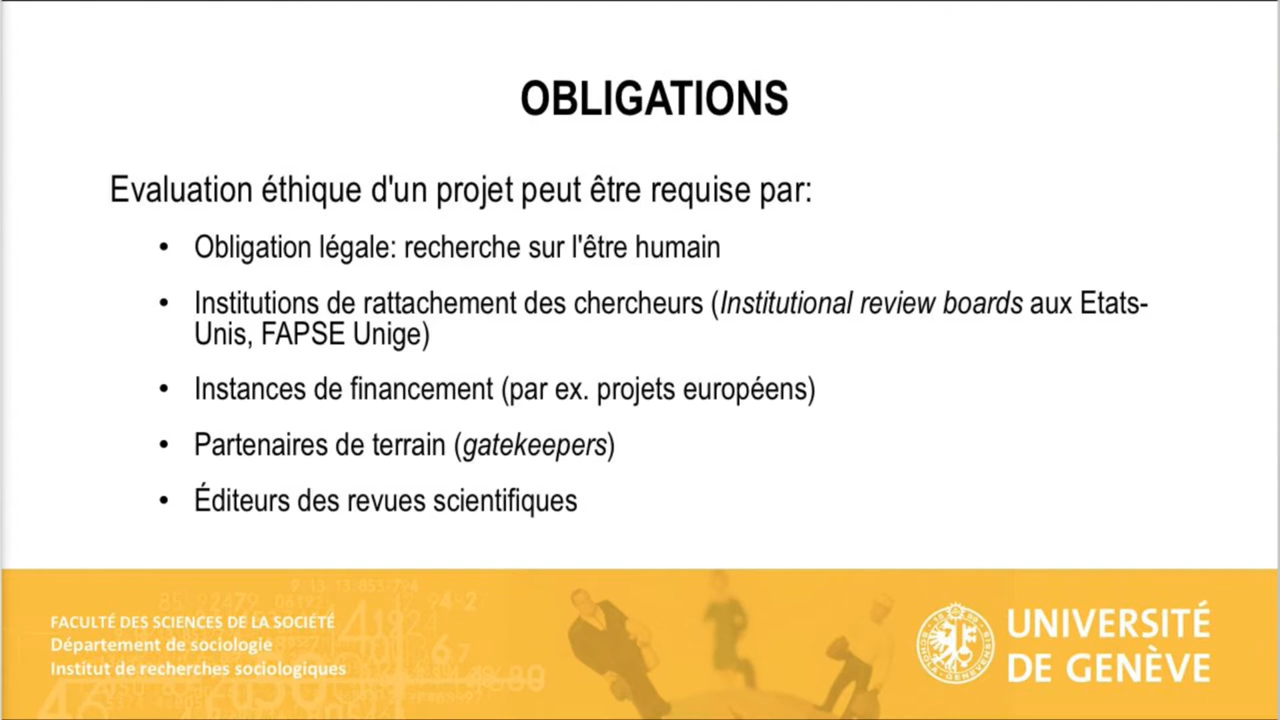 OBLIGATIONS
Evaluation éthique d'un projet peut être requise par:
• Obligation légale: recherche sur l'être humain
• Institutions de rattachement des chercheurs (Institutional review boards aux Etats-
Unis, FAPSE Unige)
• Instances de financement (par ex. projets européens)
• Partenaires de terrain (gatekeepers)
• Éditeurs des revues scientifiques
FACULTÉ DES SCIENCES DE LA SOCIÉTÉ
Département de sociologie
Institut de recherches sociologiques
UNIVERSITÉ
DE GENÈVE